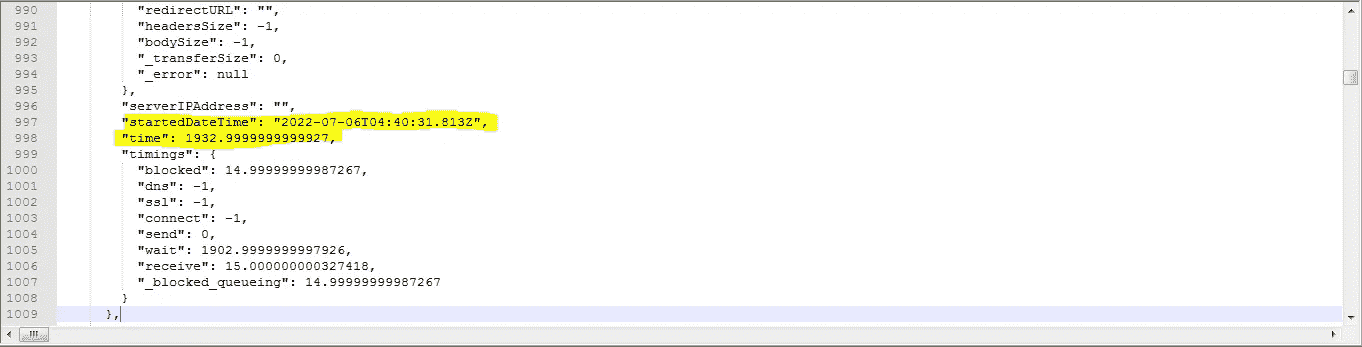 990 "redirectURL": "",
991 "headersSize": -1,
992 "bodySize": -1,
993 "_transferSize": 0,
994 "_error": null
995 },
996 "serverIPAddress": "",
997 "startedDateTime": "2022-07-06T04:40:31.813Z",
998 "time": 1932.9999999999927,
999 "timings": {
1000 "blocked": 14.99999999987267,
1001 "dns": -1,
1002 "ssl": -1,
1003 "connect": -1,
1004 "send": 0,
1005 "wait": 1902.9999999997926,
1006 "receive": 15.000000000327418,
1007 "_blocked_queueing": 14.99999999987267
1008 }
1009 },